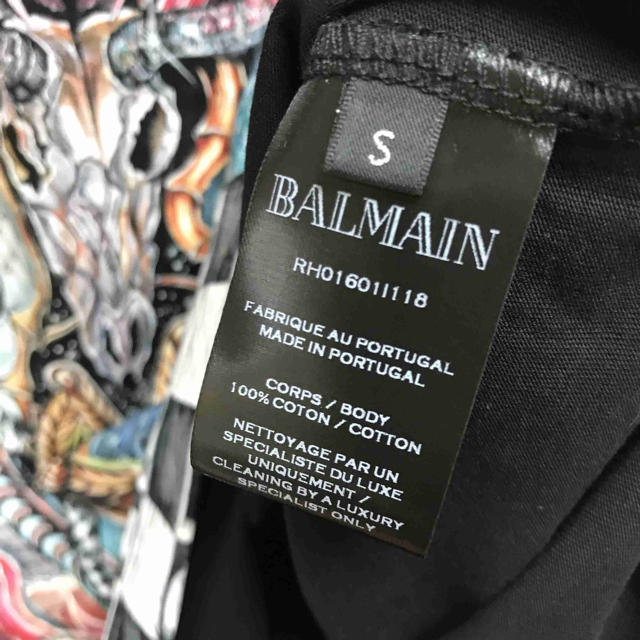 S
BALMAIN
RH01601I118
FABRIQUE AU PORTUGAL
MADE IN PORTUGAL
CORPS / BODY
100% COTON / COTTON
NETTOYAGE PAR UN
SPECIALISTE DU LUXE
UNIQUEMENT /
CLEANING BY A LUXURY
SPECIALIST ONLY